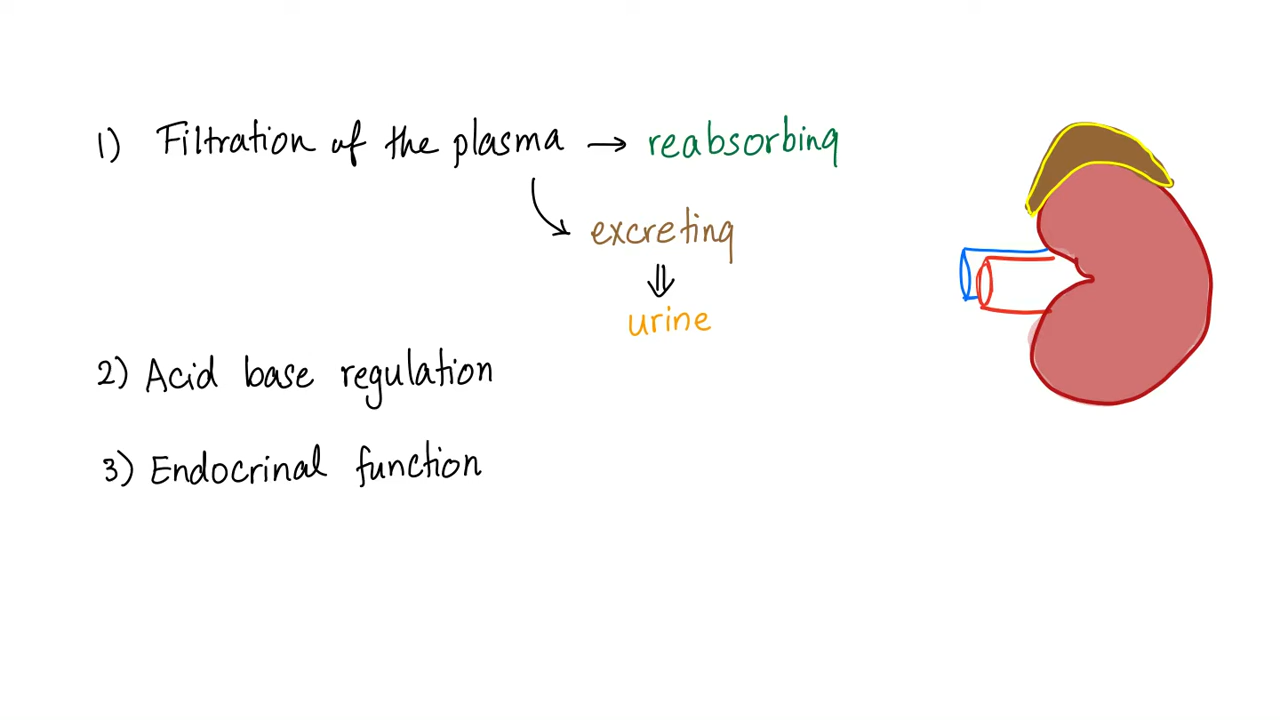 1) Filtration of the plasma → reabsorbing
excreting
urine
2) Acid base regulation
3) Endocrinal function